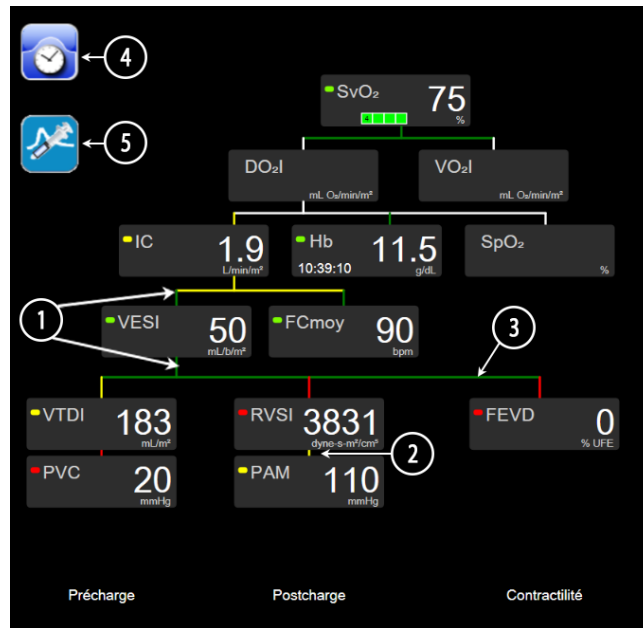 4
SvO₂ 75
4 %
5
DO₂I VO₂I
mL O₂/min/m² mL O₂/min/m²
IC 1.9 Hb 11.5 SpO₂
L/min/m² 10:39:10 g/dL %
1
VESI 50 FCmoy 90
mL/b/m² bpm
3
VTDI 183 RVSI 3831 FEVD 0
mL/m² dyne-s-m²/cm⁵ % UFE
2
PVC 20 PAM 110
mmHg mmHg
Précharge Postcharge Contractilité